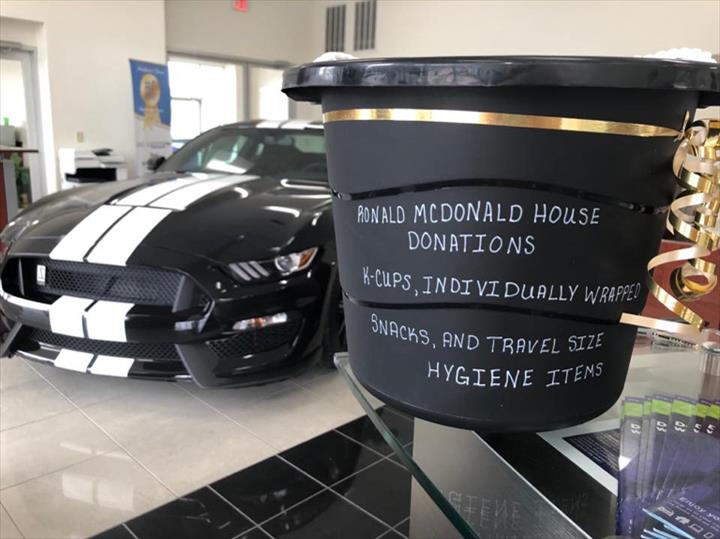 RONALD MCDONALD HOUSE
DONATIONS
K-CUPS, INDIVIDUALLY WRAPPED
SNACKS, AND TRAVEL SIZE
HYGIENE ITEMS